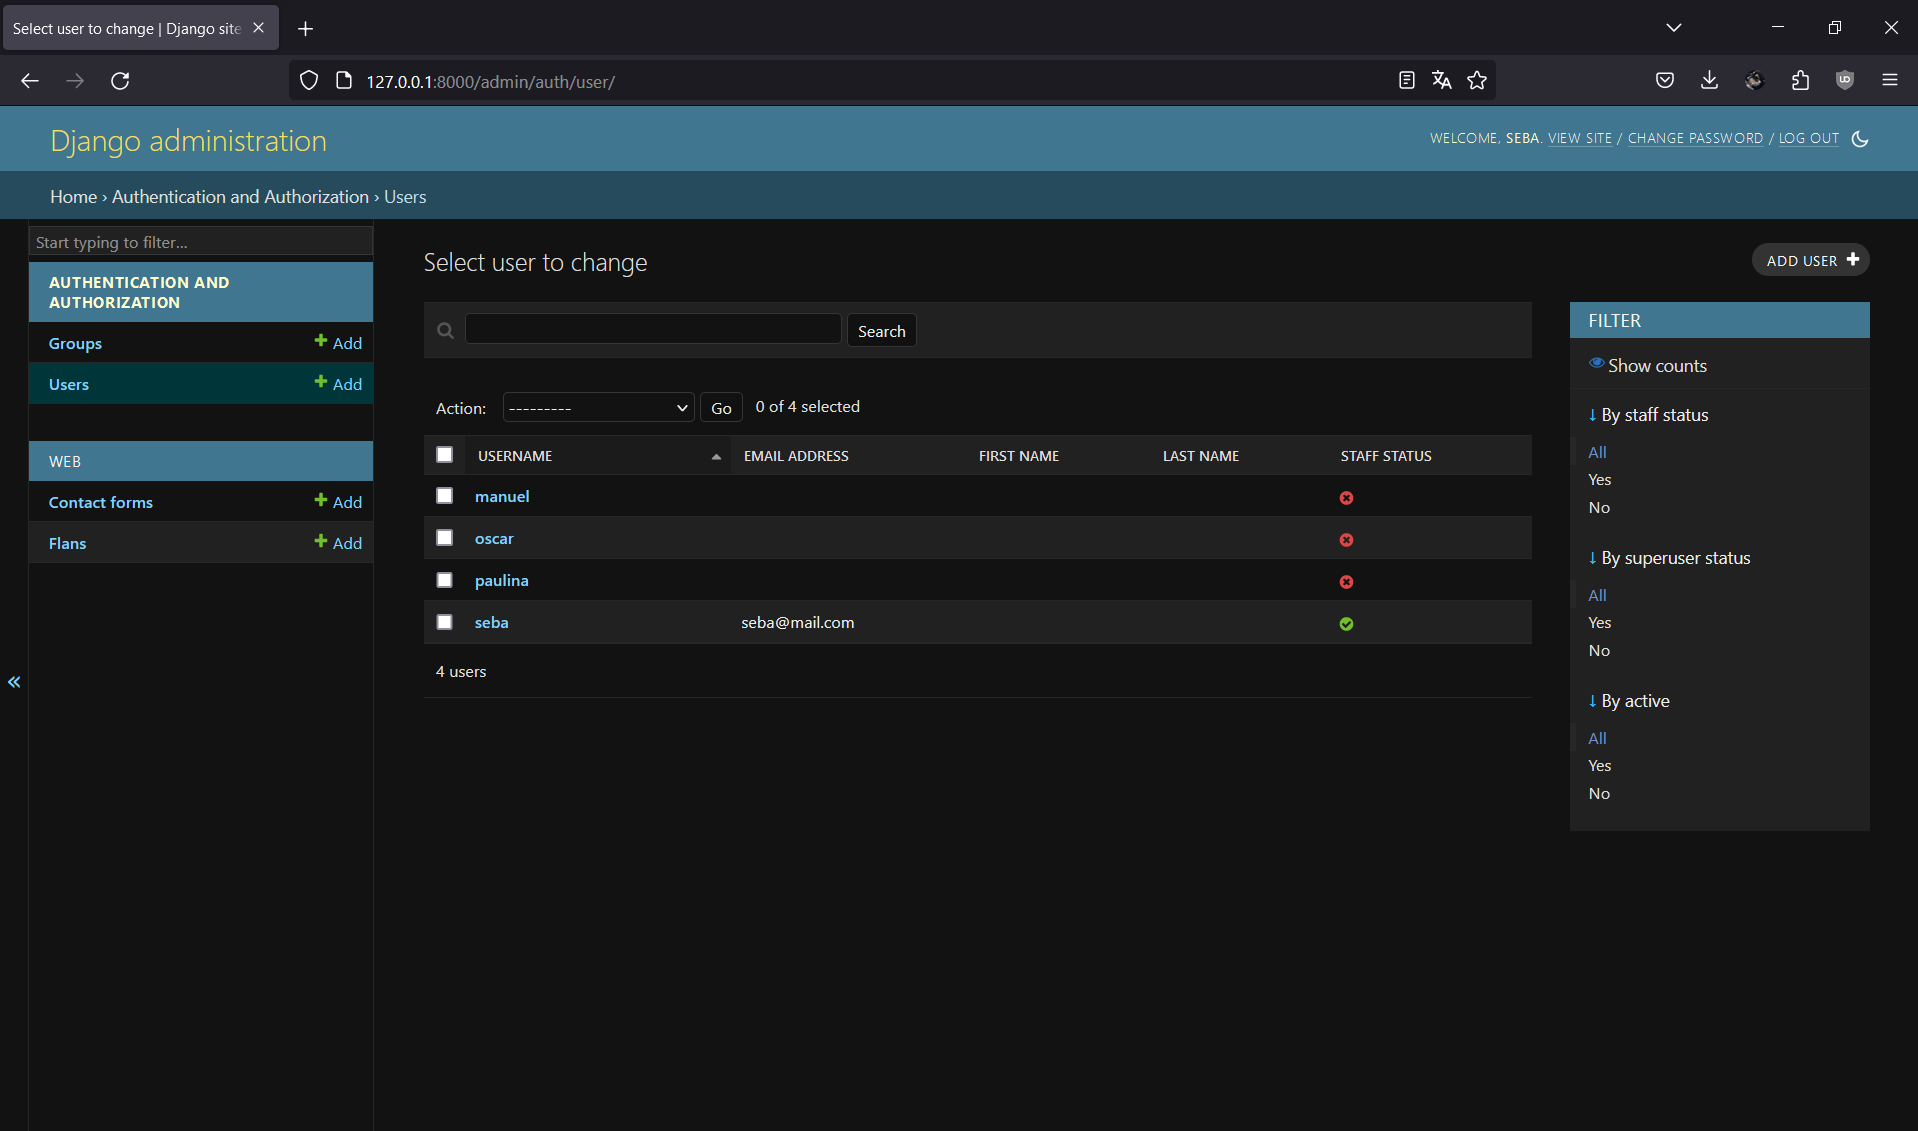 Select user to change | Django site
127.0.0.1:8000/admin/auth/user/
Django administration
WELCOME, SEBA. VIEW SITE / CHANGE PASSWORD / LOG OUT
Home › Authentication and Authorization › Users
Start typing to filter...
AUTHENTICATION AND
AUTHORIZATION
Groups
Add
Users
Add
WEB
Contact forms
Add
Flans
Add
«
Select user to change
ADD USER
Search
Action:
---------
Go
0 of 4 selected
USERNAME EMAIL ADDRESS FIRST NAME LAST NAME STAFF STATUS
manuel
oscar
paulina
seba seba@mail.com
4 users
FILTER
Show counts
↓ By staff status
All
Yes
No
↓ By superuser status
All
Yes
No
↓ By active
All
Yes
No